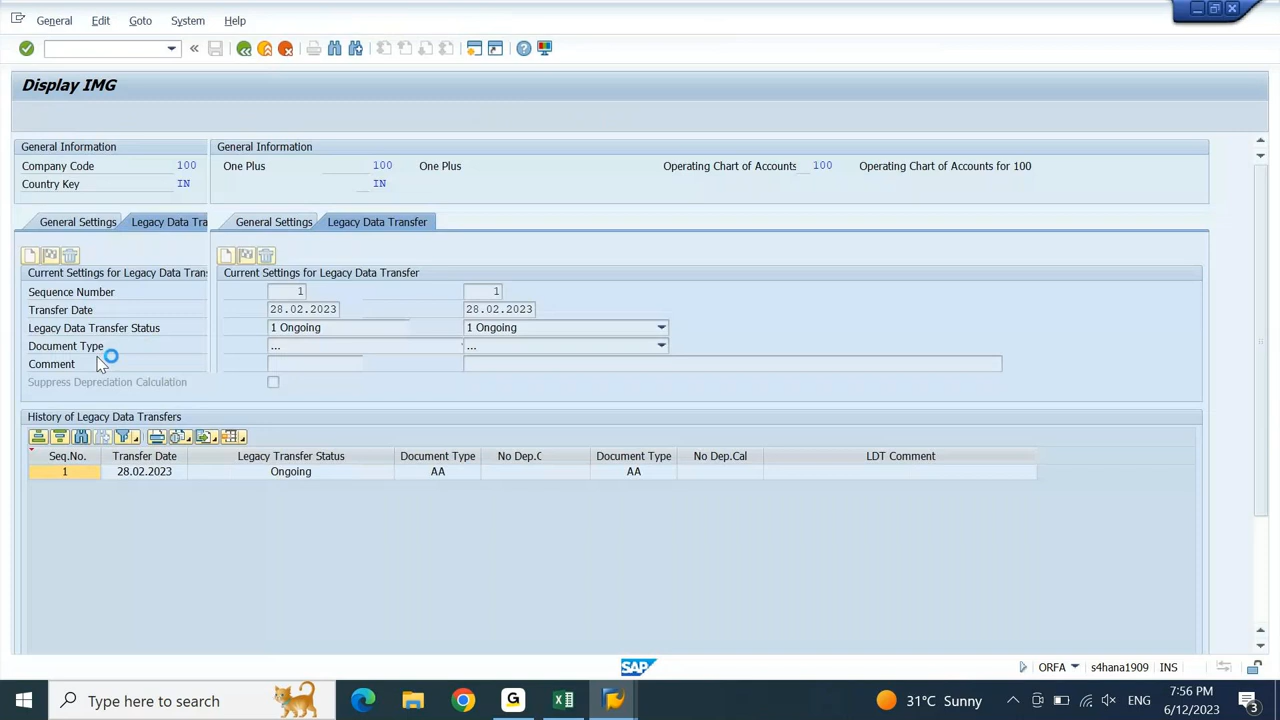 General Edit Goto System Help
Display IMG
General Information General Information
Company Code 100 One Plus 100 One Plus Operating Chart of Accounts 100 Operating Chart of Accounts for 100
Country Key IN IN
General Settings Legacy Data Tra General Settings Legacy Data Transfer
Current Settings for Legacy Data Trans Current Settings for Legacy Data Transfer
Sequence Number 1 1
Transfer Date 28.02.2023 28.02.2023
Legacy Data Transfer Status 1 Ongoing 1 Ongoing
Document Type ... ...
Comment
Suppress Depreciation Calculation
History of Legacy Data Transfers
Seq.No. Transfer Date Legacy Transfer Status Document Type No Dep.C Document Type No Dep.Cal LDT Comment
1 28.02.2023 Ongoing AA AA
SAP ORFA s4hana1909 INS
Type here to search 31°C Sunny ENG 7:56 PM
6/12/2023 3